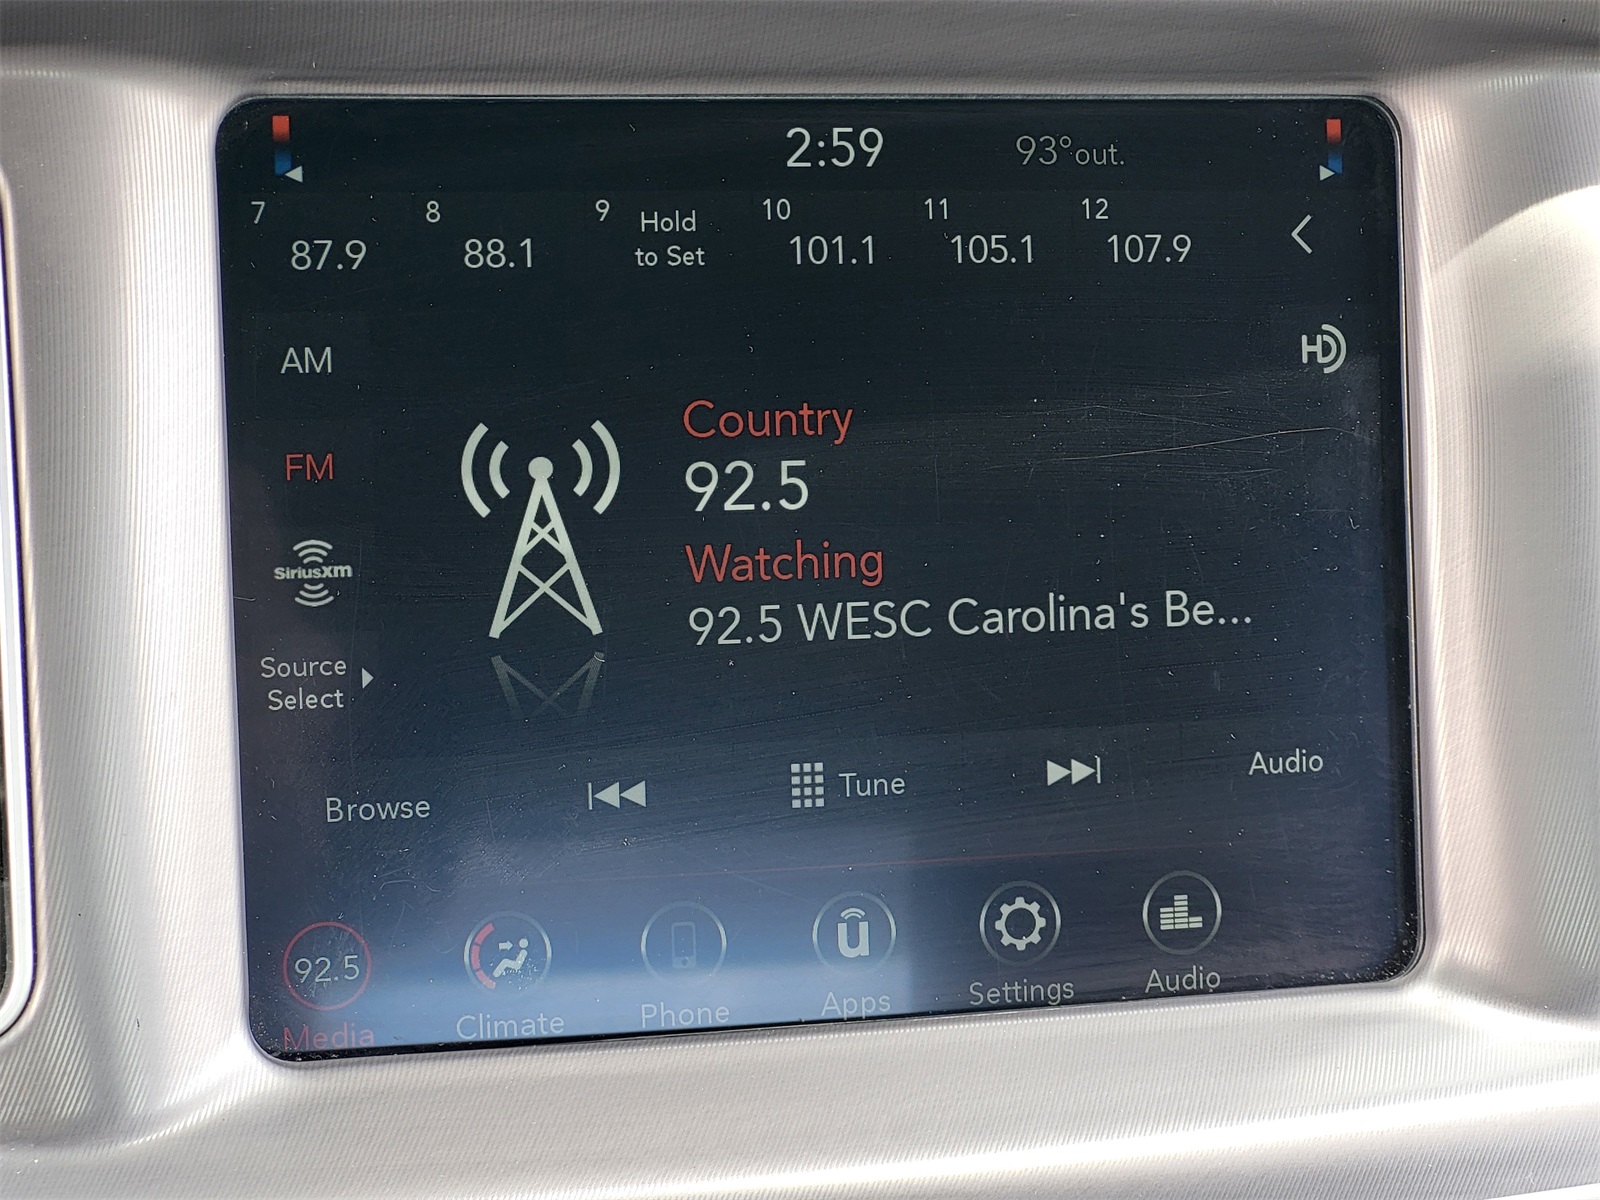 2:59 93°out.
7 8 9 10 11 12
87.9 88.1 Hold to Set 101.1 105.1 107.9
AM
HD
Country
FM
92.5
Watching
SiriusXm
92.5 WESC Carolina's Be...
Source
Select
Browse Tune Audio
92.5 u
Media Climate Phone Apps Settings Audio